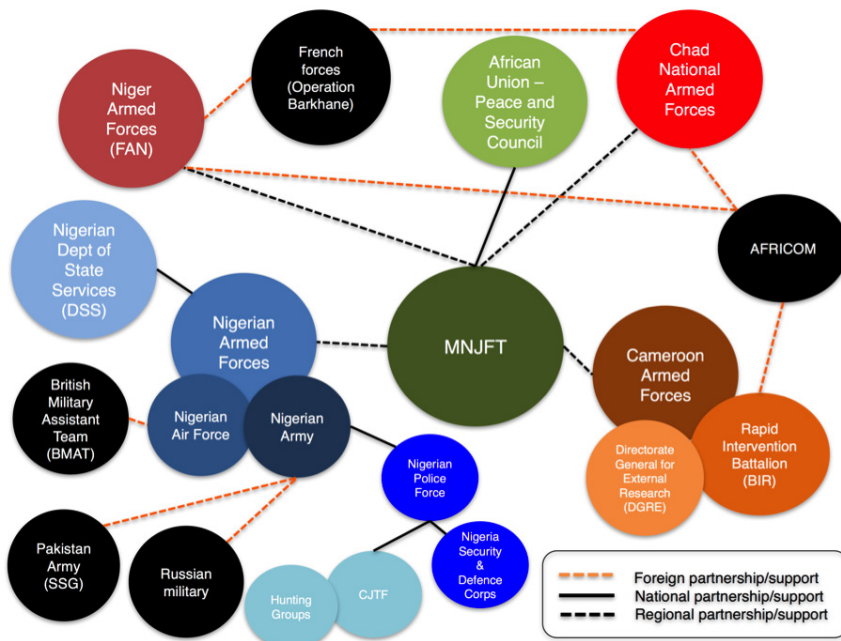 French
forces
(Operation
Barkhane)
African
Union –
Peace and
Security
Council
Chad
National
Armed
Forces
Niger
Armed
Forces
(FAN)
Nigerian
Dept of
State
Services
(DSS)
AFRICOM
Nigerian
Armed
Forces
MNJFT
Cameroon
Armed
Forces
British
Military
Assistant
Team
(BMAT)
Nigerian
Air Force
Nigerian
Army
Nigerian
Police
Force
Directorate
General for
External
Research
(DGRE)
Rapid
Intervention
Battalion
(BIR)
Pakistan
Army
(SSG)
Russian
military
Hunting
Groups
CJTF
Nigeria
Security
&
Defence
Corps
Foreign partnership/support
National partnership/support
Regional partnership/support